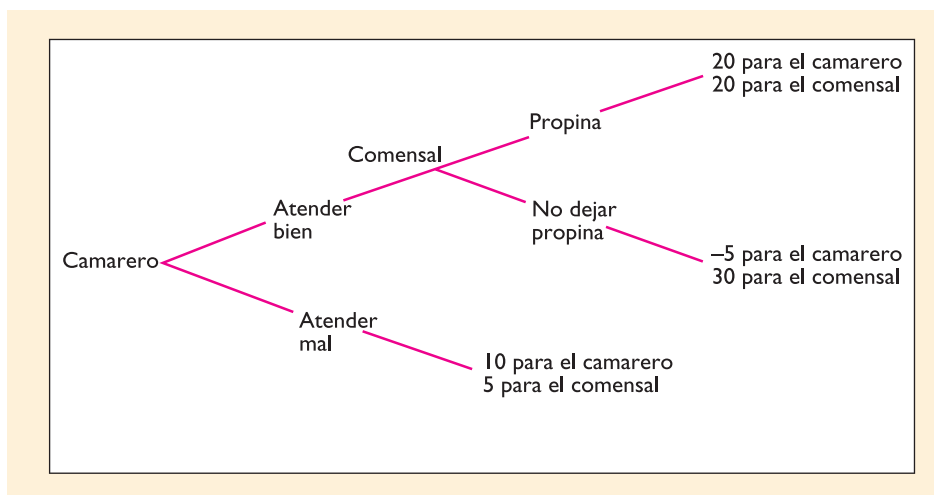 20 para el camarero
20 para el comensal
Propina
Comensal
Atender
bien
No dejar
propina
Camarero
–5 para el camarero
30 para el comensal
Atender
mal
10 para el camarero
5 para el comensal